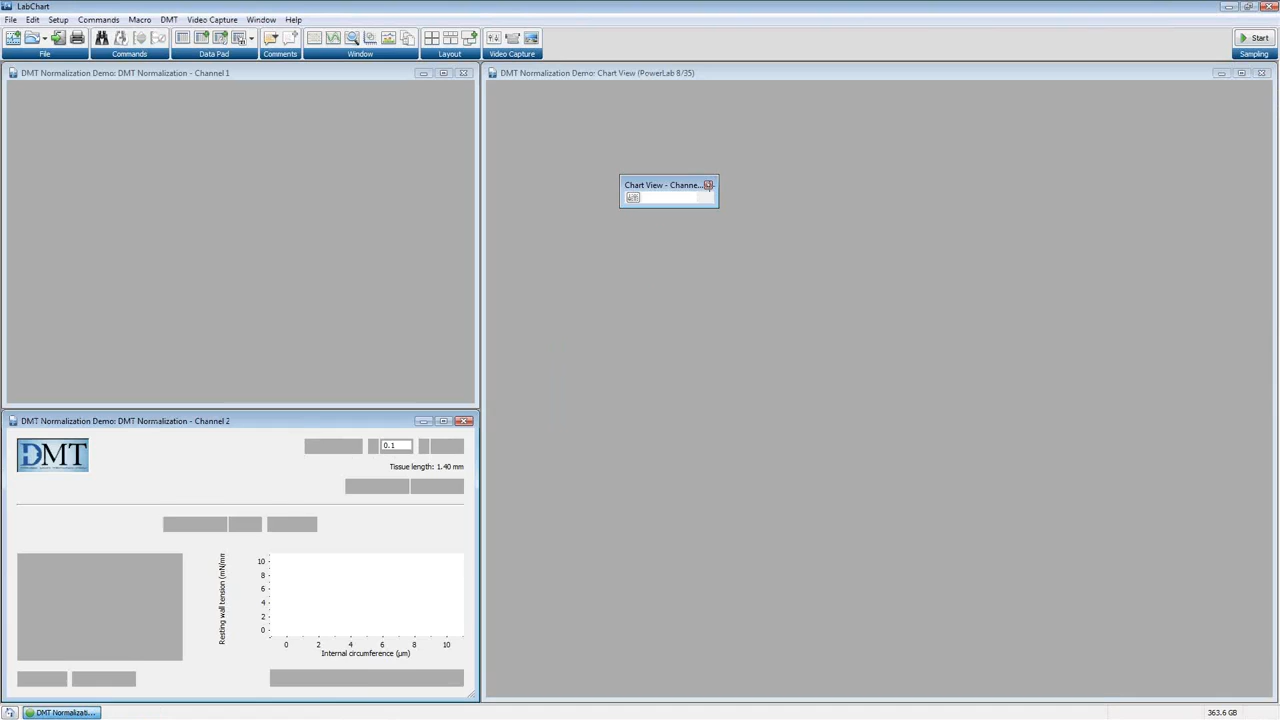 LabChart
File Edit Setup Commands Macro DMT Video Capture Window Help
Start
File Commands Data Pad Comments Window Layout Video Capture Sampling
DMT Normalization Demo: DMT Normalization - Channel 1
DMT Normalization Demo: Chart View (PowerLab 8/35)
Chart View - Channe...
DMT Normalization Demo: DMT Normalization - Channel 2
DMT
0.1
Tissue length: 1.40 mm
Resting wall tension (mN/mr
10
8
6
4
2
0
0 2 4 6 8 10
Internal circumference (µm)
DMT Normalizati...
363.6 GB